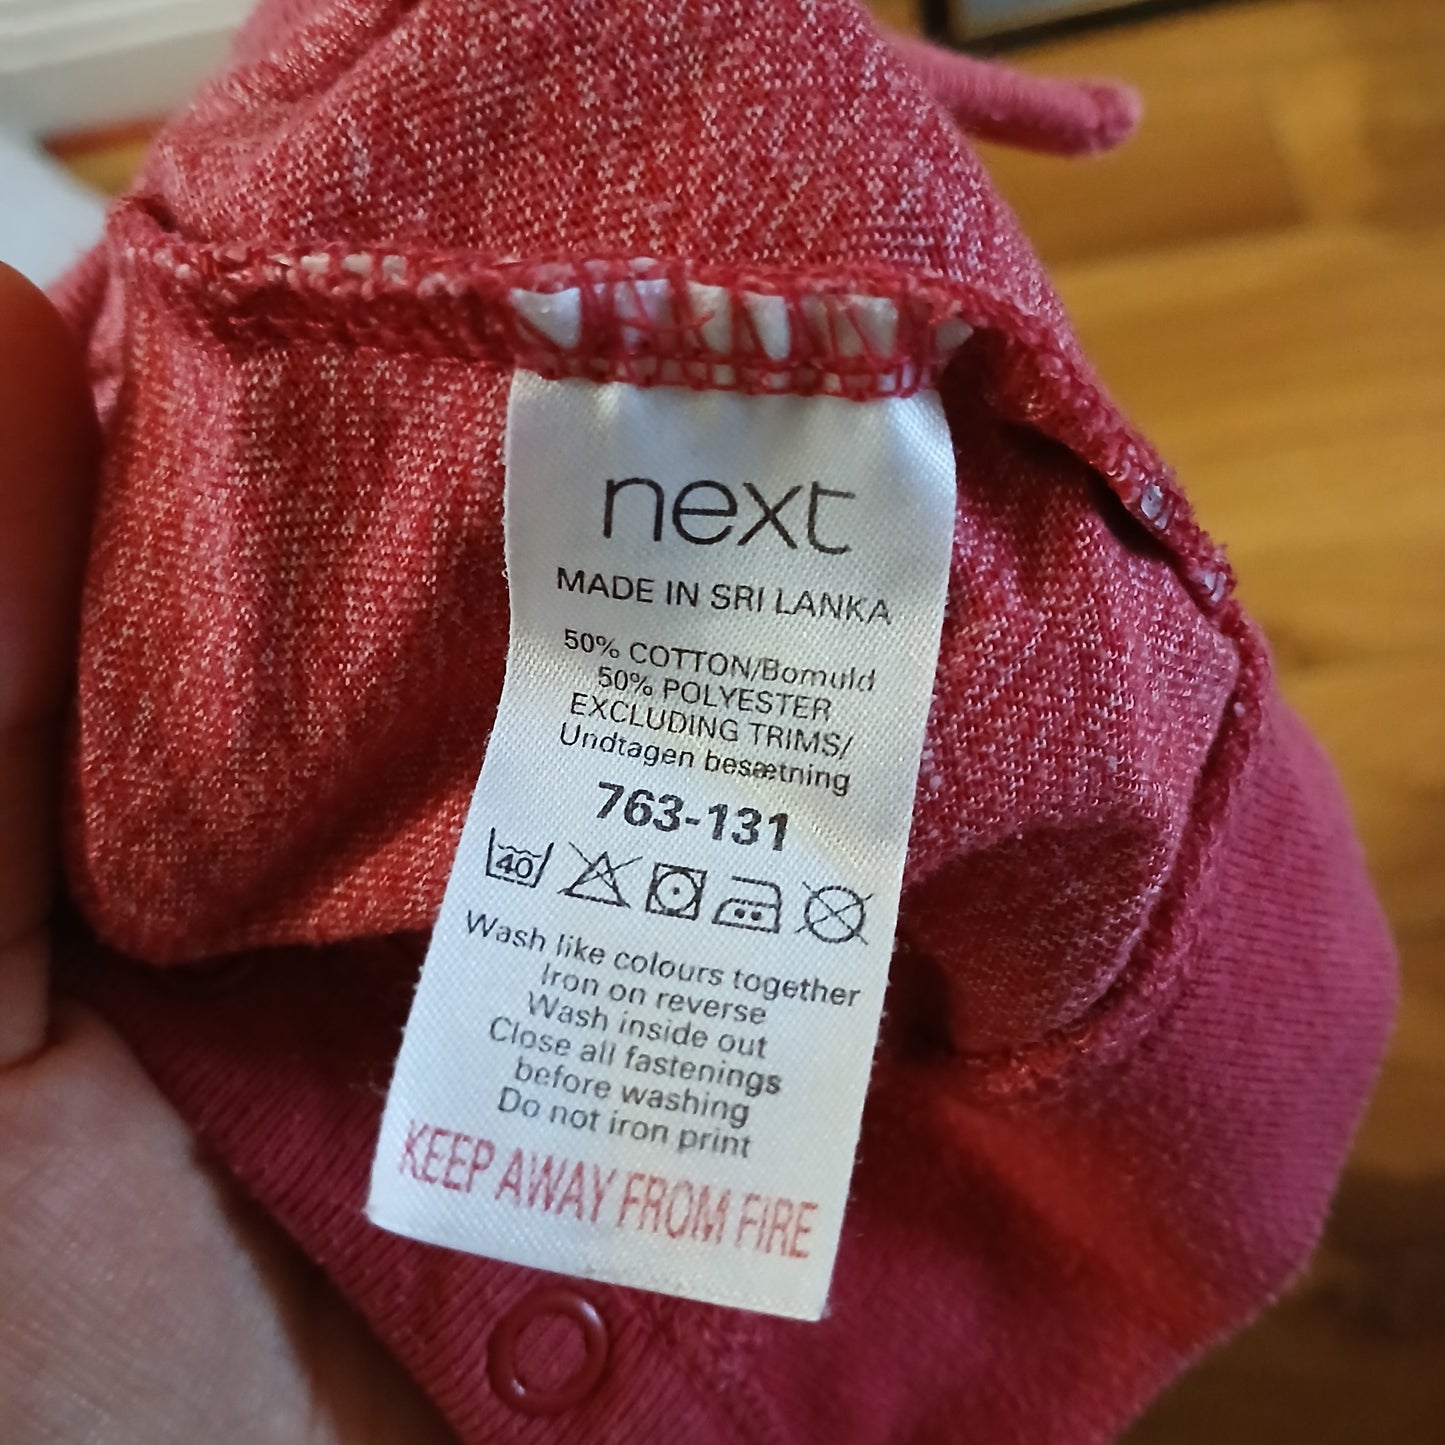 next
MADE IN SRI LANKA
50% COTTON/Bomuld
50% POLYESTER
EXCLUDING TRIMS/
Undtagen besætning
763-131
40
Wash like colours together
Iron on reverse
Wash inside out
Close all fastenings
before washing
Do not iron print
KEEP AWAY FROM FIRE